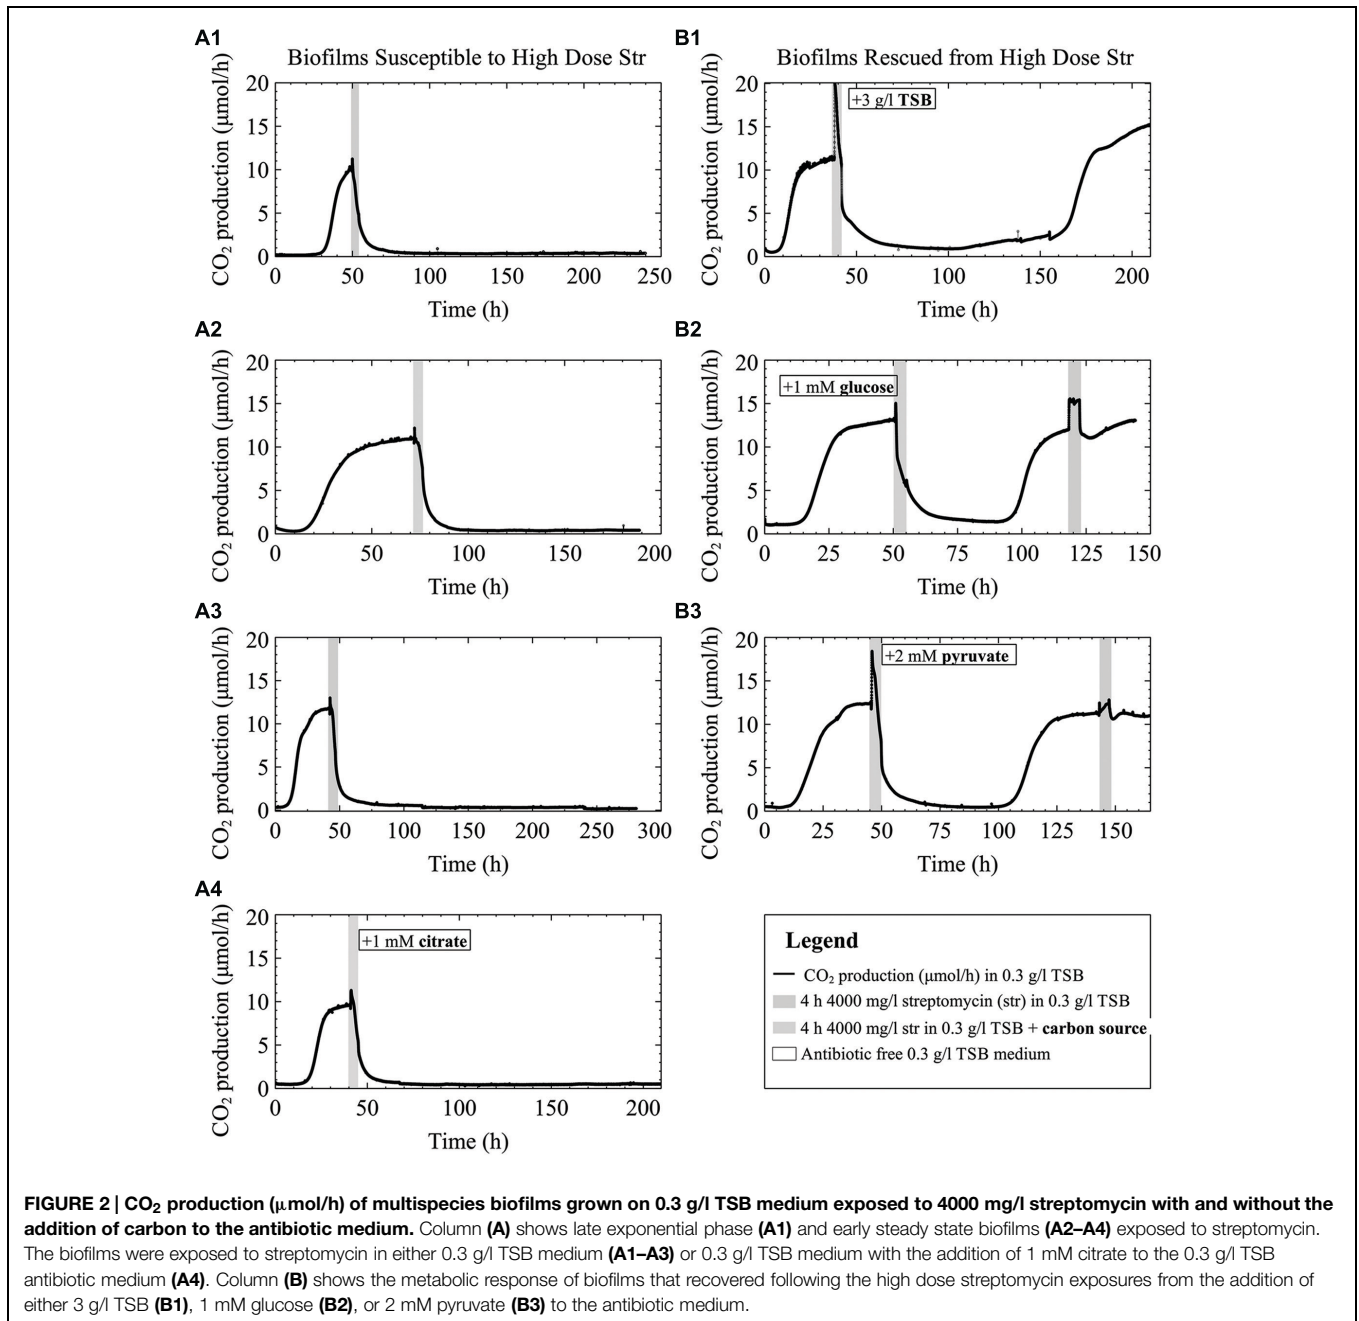 A1
Biofilms Susceptible to High Dose Str
CO₂ production (μmol/h)
20
15
10
5
0
0 50 100 150 200 250
Time (h)
B1
Biofilms Rescued from High Dose Str
+3 g/l TSB
CO₂ production (μmol/h)
20
15
10
5
0
0 50 100 150 200
Time (h)
A2
CO₂ production (μmol/h)
20
15
10
5
0
0 50 100 150 200
Time (h)
B2
+1 mM glucose
CO₂ production (μmol/h)
20
15
10
5
0
0 25 50 75 100 125 150
Time (h)
A3
CO₂ production (μmol/h)
20
15
10
5
0
0 50 100 150 200 250 300
Time (h)
B3
+2 mM pyruvate
CO₂ production (μmol/h)
20
15
10
5
0
0 25 50 75 100 125 150
Time (h)
A4
+1 mM citrate
CO₂ production (μmol/h)
20
15
10
5
0
0 50 100 150 200
Time (h)
Legend
CO₂ production (μmol/h) in 0.3 g/l TSB
4 h 4000 mg/l streptomycin (str) in 0.3 g/l TSB
4 h 4000 mg/l str in 0.3 g/l TSB + carbon source
Antibiotic free 0.3 g/l TSB medium
FIGURE 2 | CO₂ production (μmol/h) of multispecies biofilms grown on 0.3 g/l TSB medium exposed to 4000 mg/l streptomycin with and without the
addition of carbon to the antibiotic medium. Column (A) shows late exponential phase (A1) and early steady state biofilms (A2–A4) exposed to streptomycin.
The biofilms were exposed to streptomycin in either 0.3 g/l TSB medium (A1–A3) or 0.3 g/l TSB medium with the addition of 1 mM citrate to the 0.3 g/l TSB
antibiotic medium (A4). Column (B) shows the metabolic response of biofilms that recovered following the high dose streptomycin exposures from the addition of
either 3 g/l TSB (B1), 1 mM glucose (B2), or 2 mM pyruvate (B3) to the antibiotic medium.